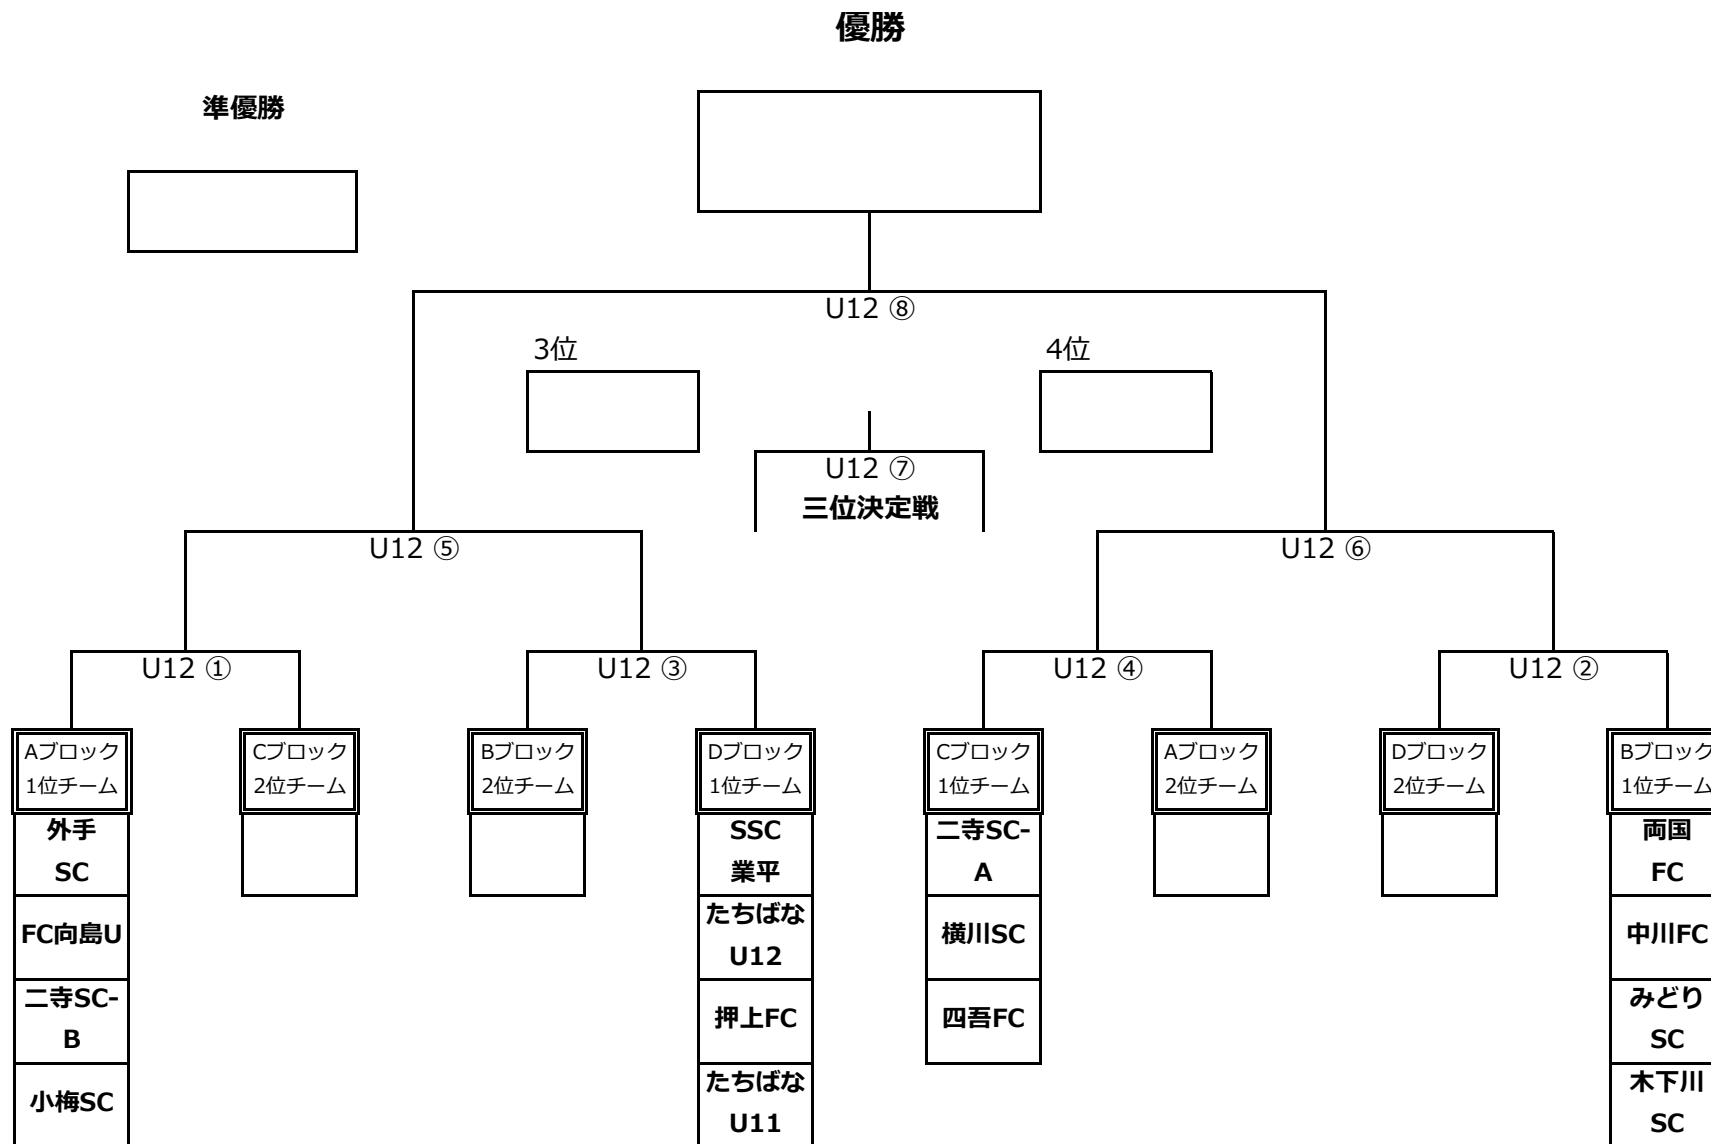 優勝
準優勝
U12 ⑧
3位
4位
U12 ⑦
三位決定戦
U12 ⑤
U12 ⑥
U12 ①
U12 ③
U12 ④
U12 ②
Aブロック
1位チーム
Cブロック
2位チーム
Bブロック
2位チーム
Dブロック
1位チーム
Cブロック
1位チーム
Aブロック
2位チーム
Dブロック
2位チーム
Bブロック
1位チーム
外手
SC
SSC
業平
二寺SC-
A
両国
FC
FC向島U
たちばな
U12
横川SC
中川FC
二寺SC-
B
押上FC
四吾FC
みどり
SC
小梅SC
たちばな
U11
木下川
SC